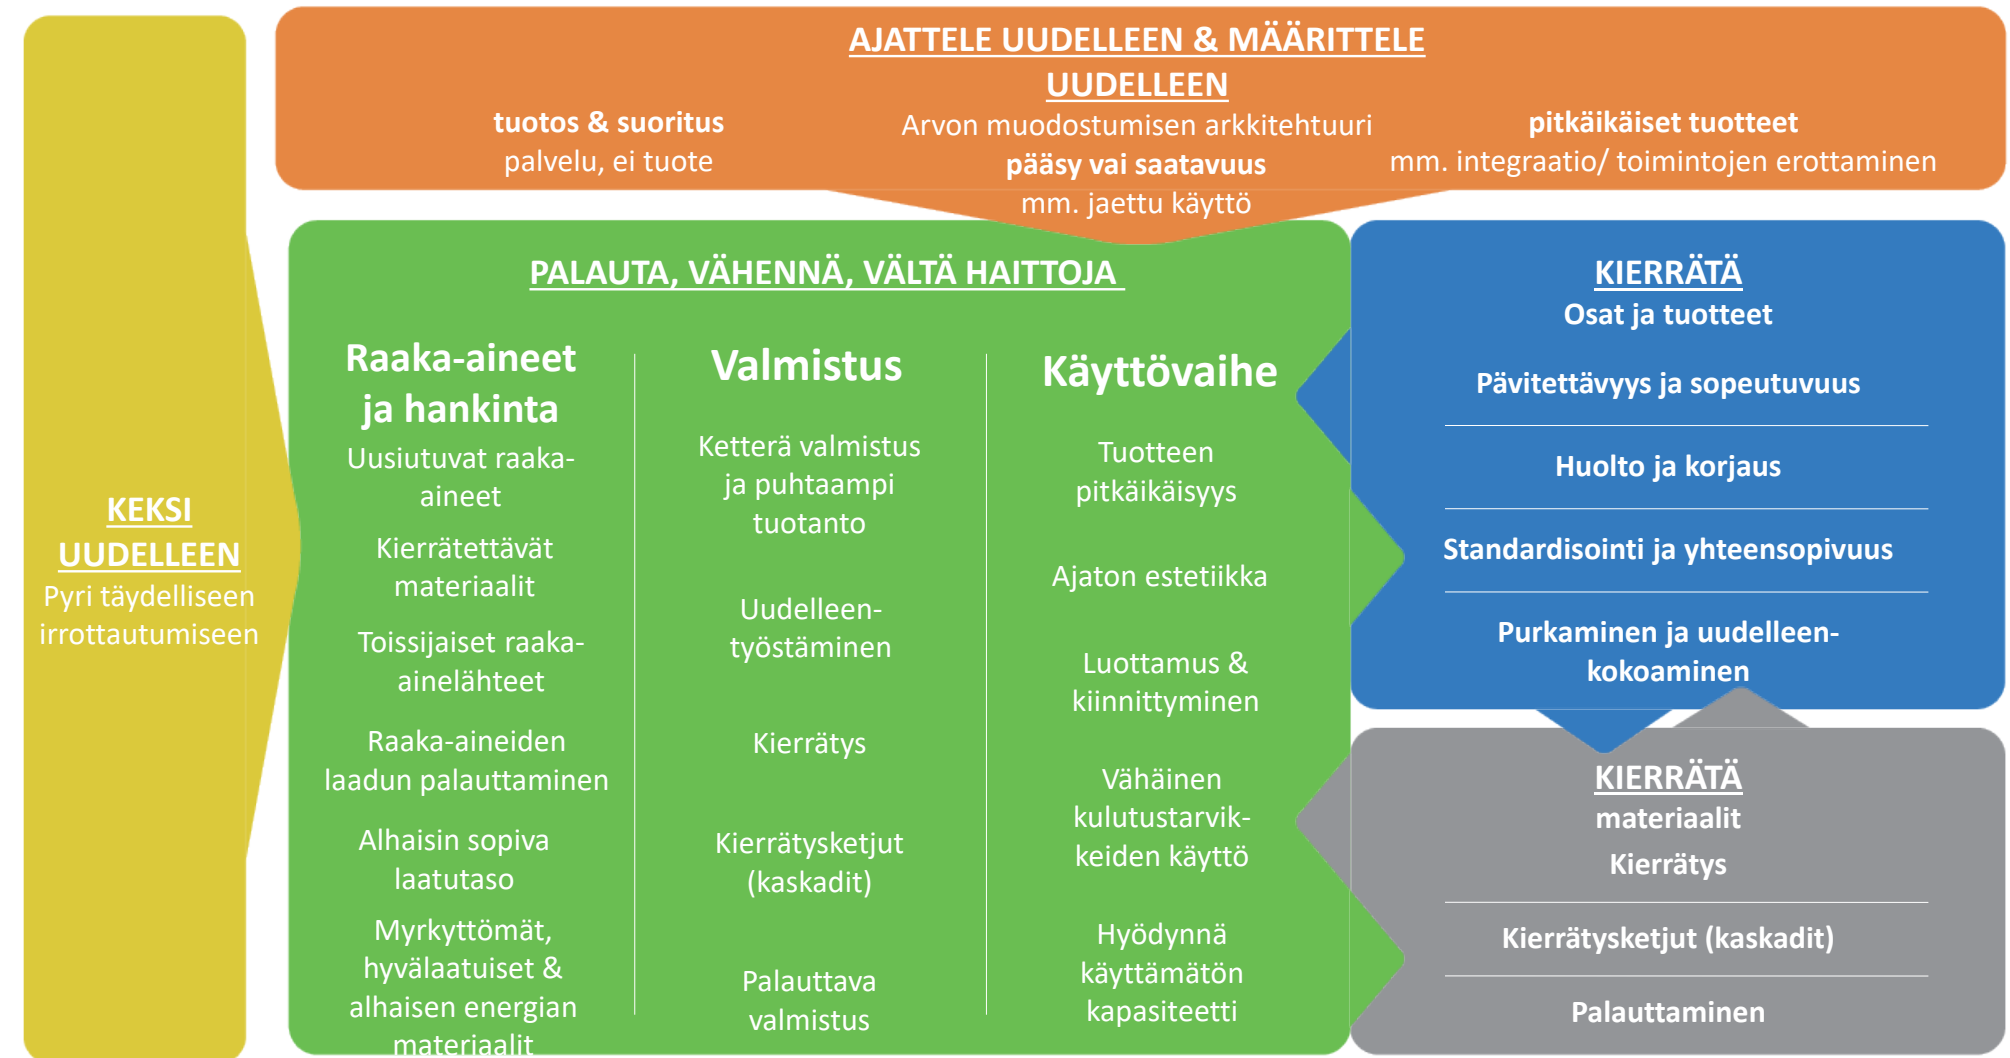 KEKSI
UUDELLEEN
Pyri täydelliseen
irrottautumiseen
AJATTELE UUDELLEEN & MÄÄRITTELE
UUDELLEEN
tuotos & suoritus
palvelu, ei tuote
Arvon muodostumisen arkkitehtuuri
pääsy vai saatavuus
mm. jaettu käyttö
pitkäikäiset tuotteet
mm. integraatio/ toimintojen erottaminen
PALAUTA, VÄHENNÄ, VÄLTÄ HAITTOJA
Raaka-aineet
ja hankinta
Uusiutuvat raaka-
aineet
Kierrätettävät
materiaalit
Toissijaiset raaka-
ainelähteet
Raaka-aineiden
laadun palauttaminen
Alhaisin sopiva
laatutaso
Myrkyttömät,
hyvälaatuiset &
alhaisen energian
materiaalit
Valmistus
Ketterä valmistus
ja puhtaampi
tuotanto
Uudelleen-
työstäminen
Kierrätys
Kierrätysketjut
(kaskadit)
Palauttava
valmistus
Käyttövaihe
Tuotteen
pitkäikäisyys
Ajaton estetiikka
Luottamus &
kiinnittyminen
Vähäinen
kulutustarvik-
keiden käyttö
Hyödynnä
käyttämätön
kapasiteetti
KIERRÄTÄ
Osat ja tuotteet
Pävitettävyys ja sopeutuvuus
Huolto ja korjaus
Standardisointi ja yhteensopivuus
Purkaminen ja uudelleen-
kokoaminen
KIERRÄTÄ
materiaalit
Kierrätys
Kierrätysketjut (kaskadit)
Palauttaminen